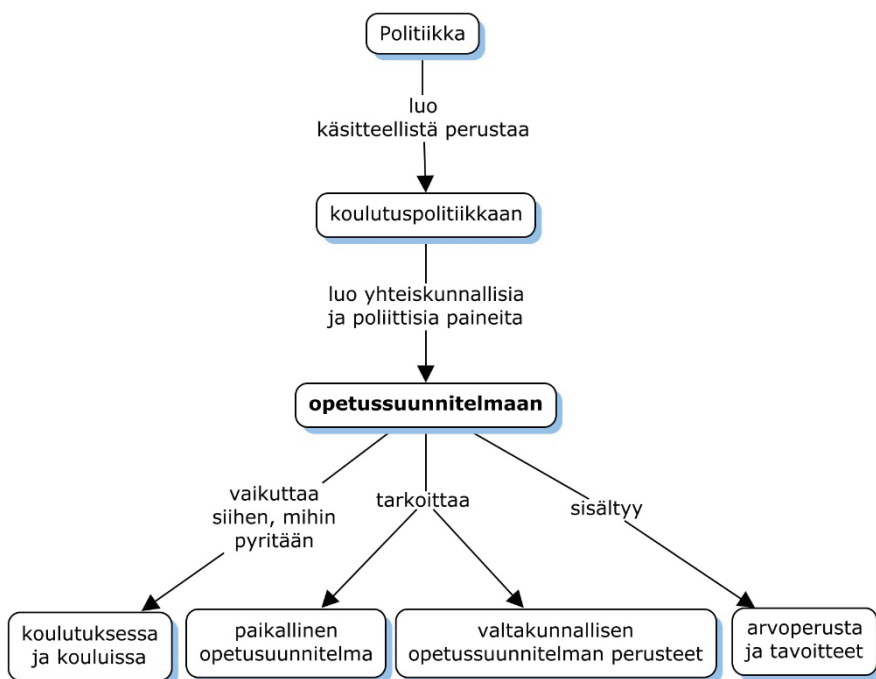 Politiikka
luo
käsitteellistä perustaa
koulutuspolitiikkaan
luo yhteiskunnallisia
ja poliittisia paineita
opetussuunnitelmaan
vaikuttaa
siihen, mihin
pyritään
tarkoittaa
sisältyy
koulutuksessa
ja kouluissa
paikallinen
opetusuunnitelma
valtakunnallisen
opetussuunnitelman perusteet
arvoperusta
ja tavoitteet